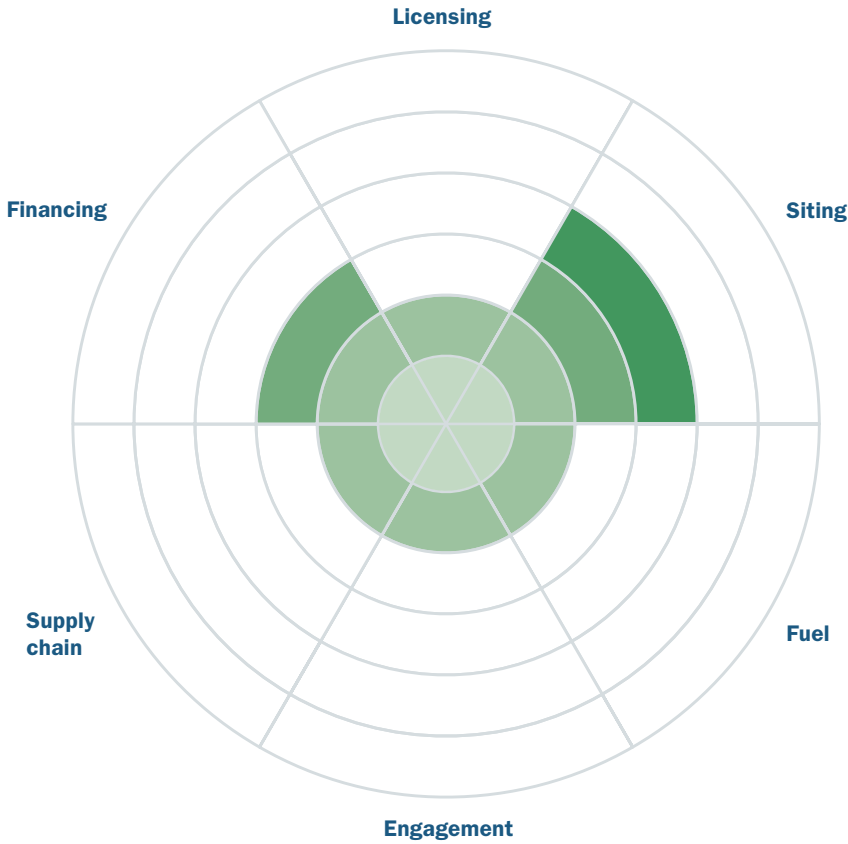 Licensing
Financing
Siting
Supply
chain
Fuel
Engagement